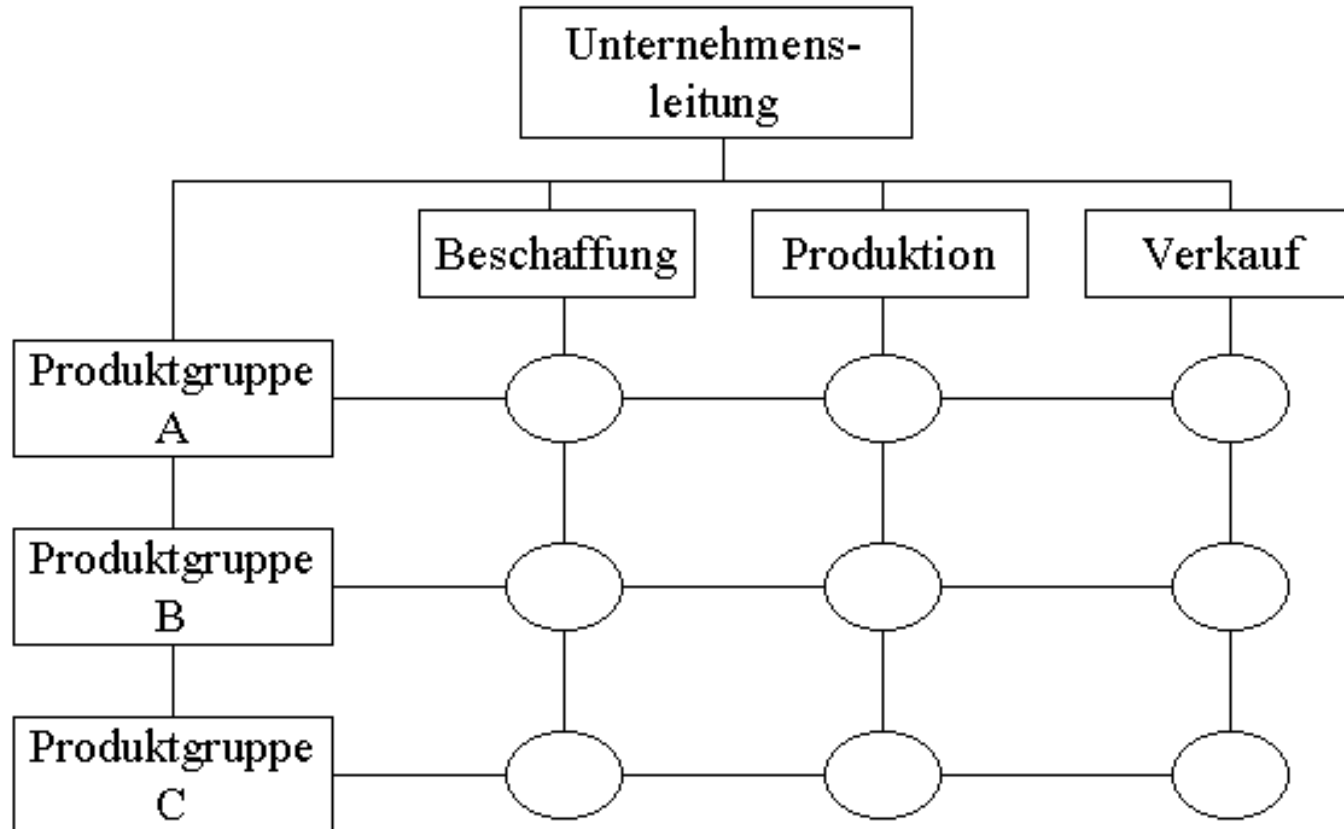 Unternehmens-
leitung
Beschaffung
Produktion
Verkauf
Produktgruppe
A
Produktgruppe
B
Produktgruppe
C